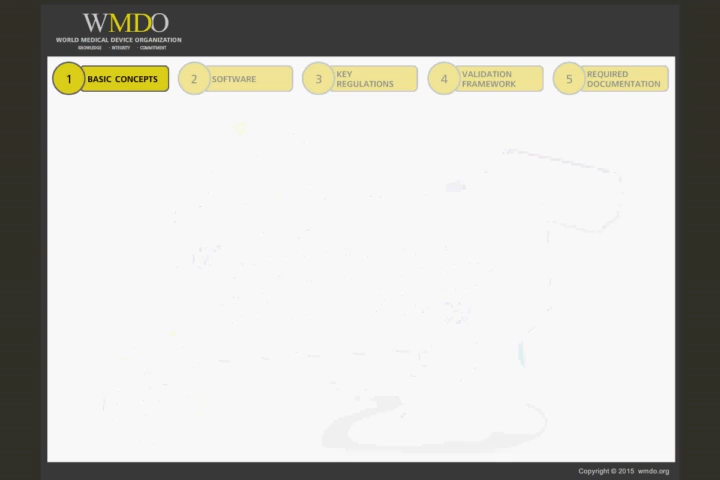 WMDO
WORLD MEDICAL DEVICE ORGANIZATION
KNOWLEDGE · INTEGRITY · COMMITMENT
1 BASIC CONCEPTS
2 SOFTWARE
3 KEY
REGULATIONS
4 VALIDATION
FRAMEWORK
5 REQUIRED
DOCUMENTATION
Copyright © 2015 wmdo.org